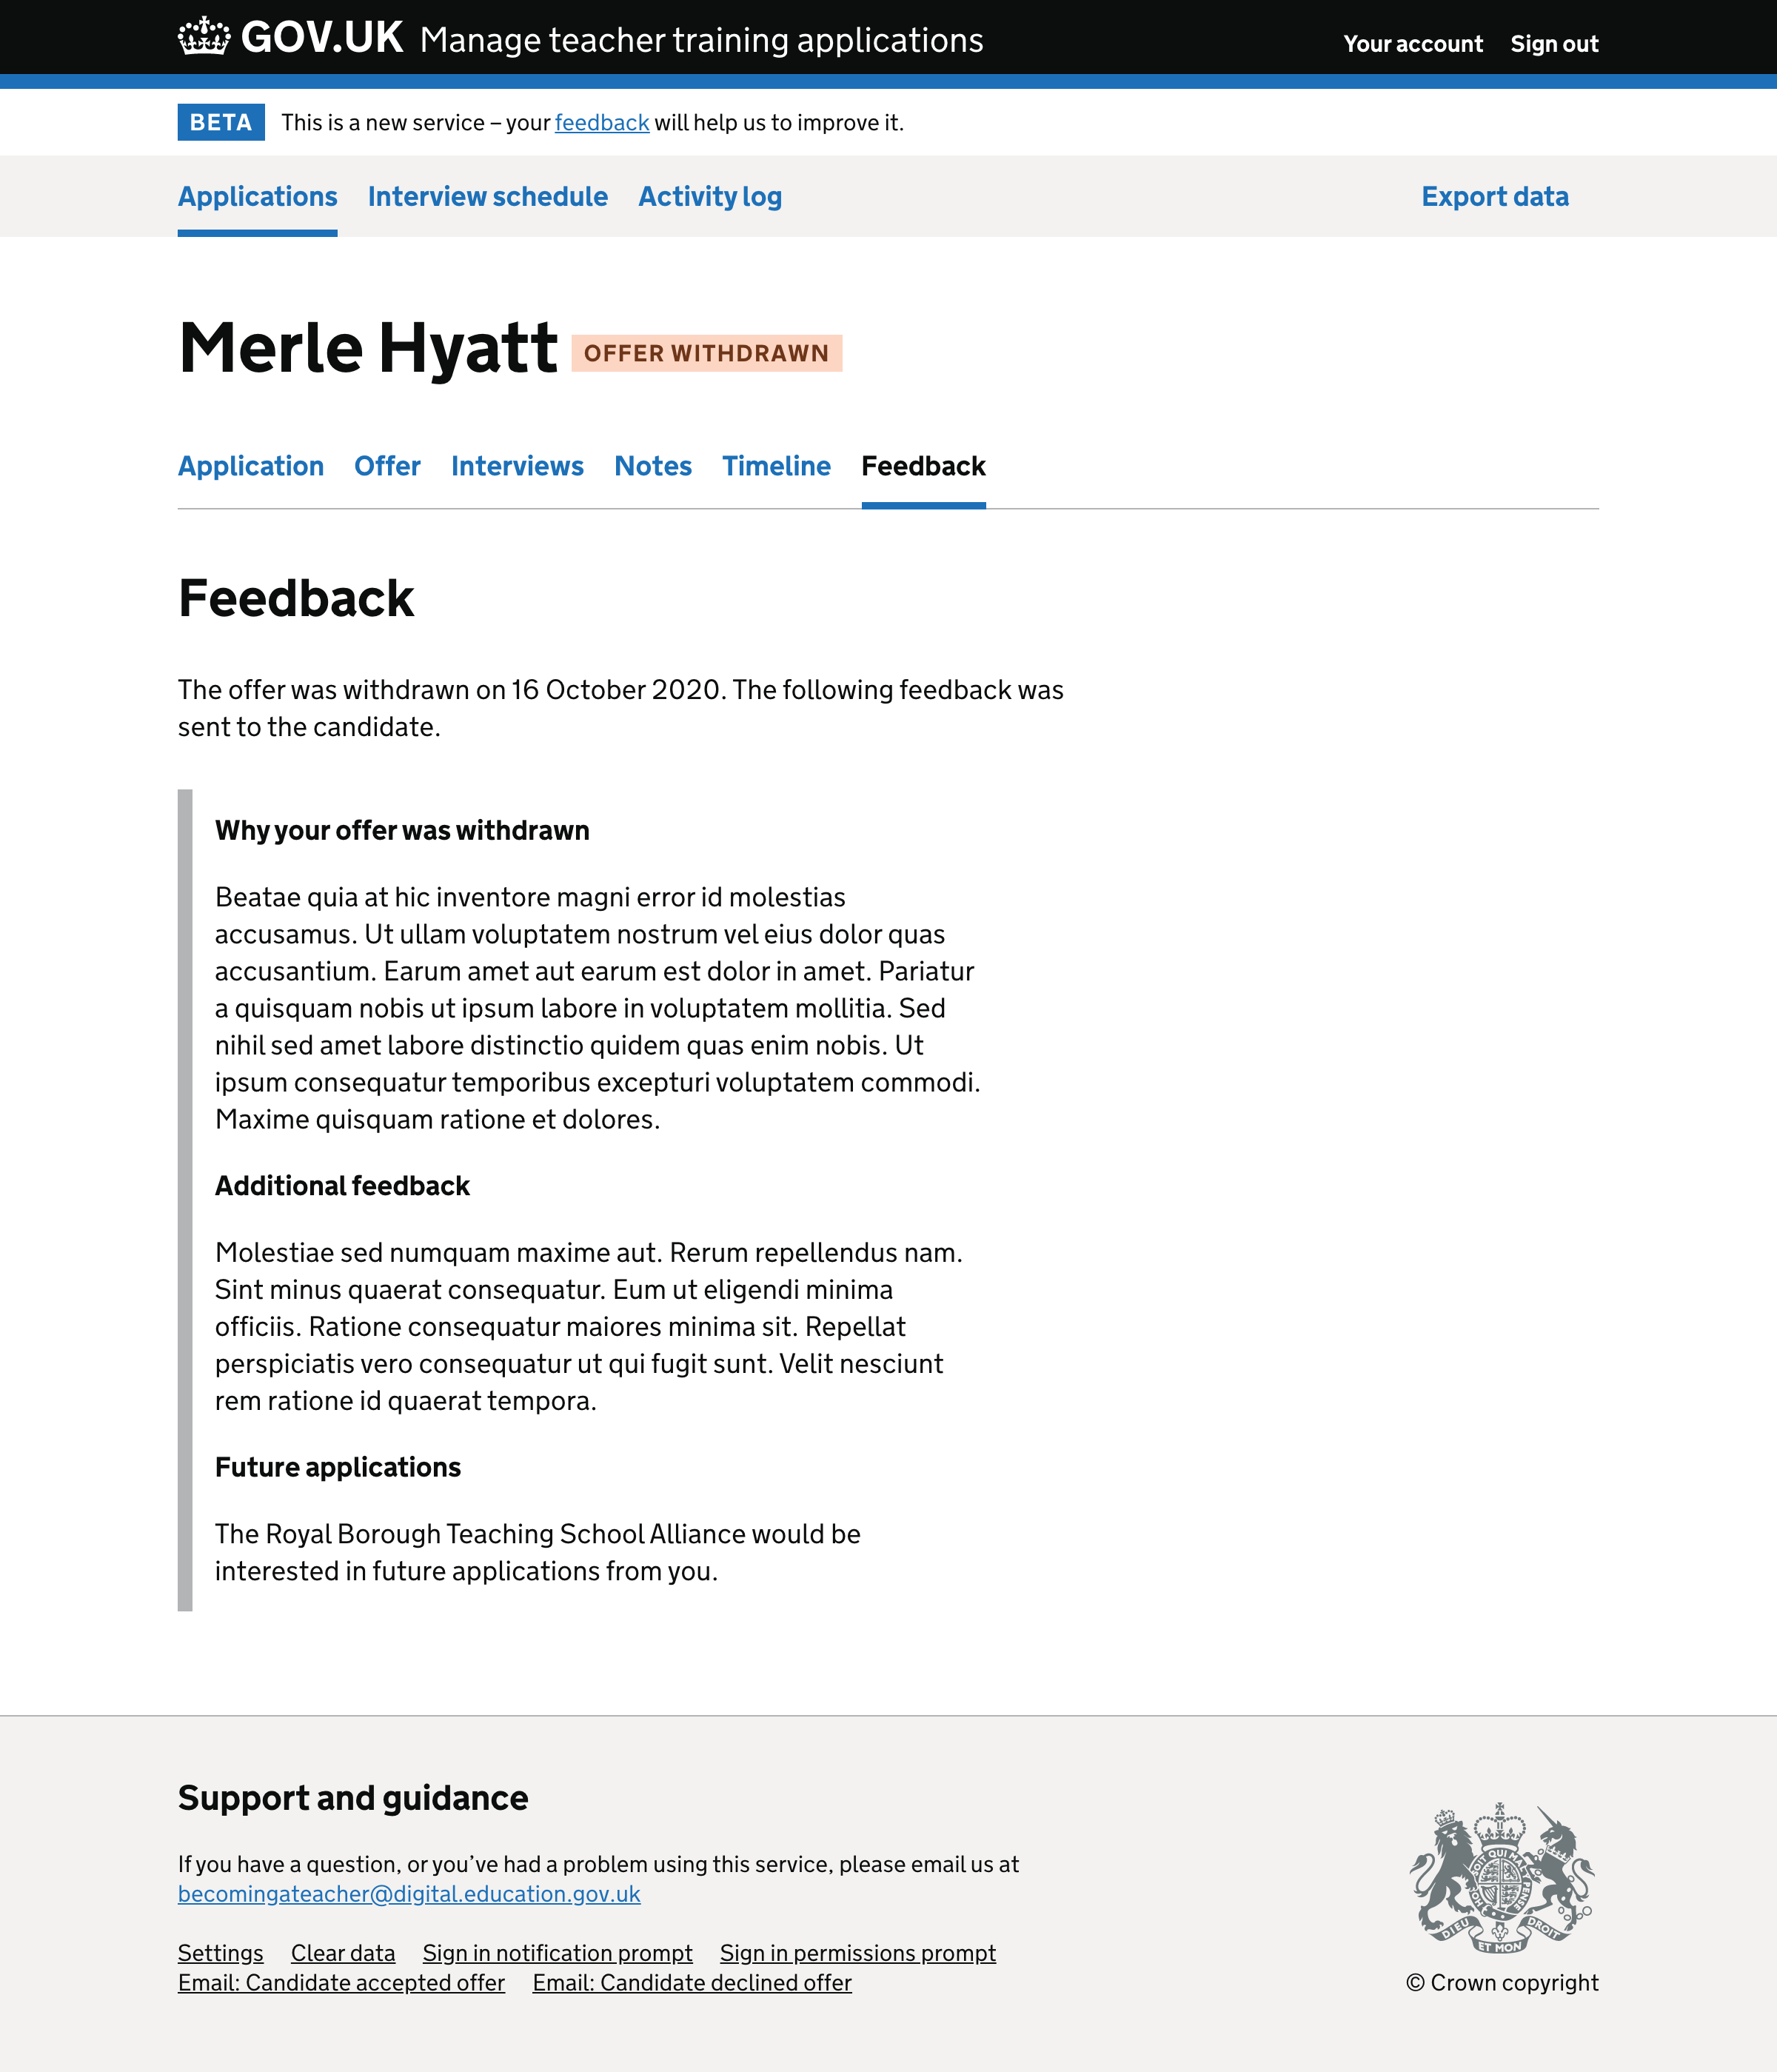 GOV.UK Manage teacher training applications Your account Sign out
BETA This is a new service – your feedback will help us to improve it.
Applications Interview schedule Activity log Export data
Merle Hyatt OFFER WITHDRAWN
Application Offer Interviews Notes Timeline Feedback
Feedback
The offer was withdrawn on 16 October 2020. The following feedback was
sent to the candidate.
Why your offer was withdrawn
Beatae quia at hic inventore magni error id molestias
accusamus. Ut ullam voluptatem nostrum vel eius dolor quas
accusantium. Earum amet aut earum est dolor in amet. Pariatur
a quisquam nobis ut ipsum labore in voluptatem mollitia. Sed
nihil sed amet labore distinctio quidem quas enim nobis. Ut
ipsum consequatur temporibus excepturi voluptatem commodi.
Maxime quisquam ratione et dolores.
Additional feedback
Molestiae sed numquam maxime aut. Rerum repellendus nam.
Sint minus quaerat consequatur. Eum ut eligendi minima
officiis. Ratione consequatur maiores minima sit. Repellat
perspiciatis vero consequatur ut qui fugit sunt. Velit nesciunt
rem ratione id quaerat tempora.
Future applications
The Royal Borough Teaching School Alliance would be
interested in future applications from you.
Support and guidance
If you have a question, or you’ve had a problem using this service, please email us at
becomingateacher@digital.education.gov.uk
Settings Clear data Sign in notification prompt Sign in permissions prompt
Email: Candidate accepted offer Email: Candidate declined offer
DIEU ET MON DROIT
© Crown copyright